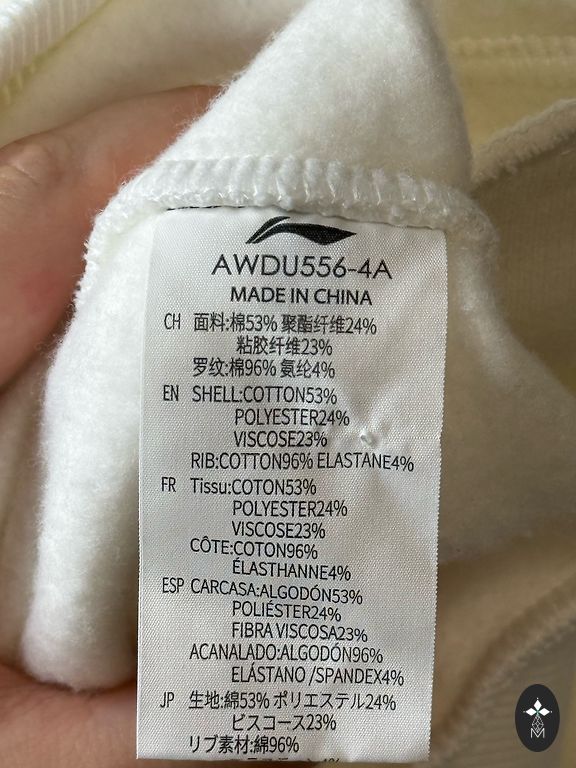 AWDU556-4A
MADE IN CHINA
CH 面料:棉53% 聚酯纤维24%
粘胶纤维23%
罗纹:棉96% 氨纶4%
EN SHELL:COTTON53%
POLYESTER24%
VISCOSE23%
RIB:COTTON96% ELASTANE4%
FR Tissu:COTON53%
POLYESTER24%
VISCOSE23%
CÔTE:COTON96%
ÉLASTHANNE4%
ESP CARCASA:ALGODÓN53%
POLIÉSTER24%
FIBRA VISCOSA23%
ACANALADO:ALGODÓN96%
ELÁSTANO /SPANDEX4%
JP 生地:綿53% ポリエステル24%
ビスコース23%
リブ素材:綿96%